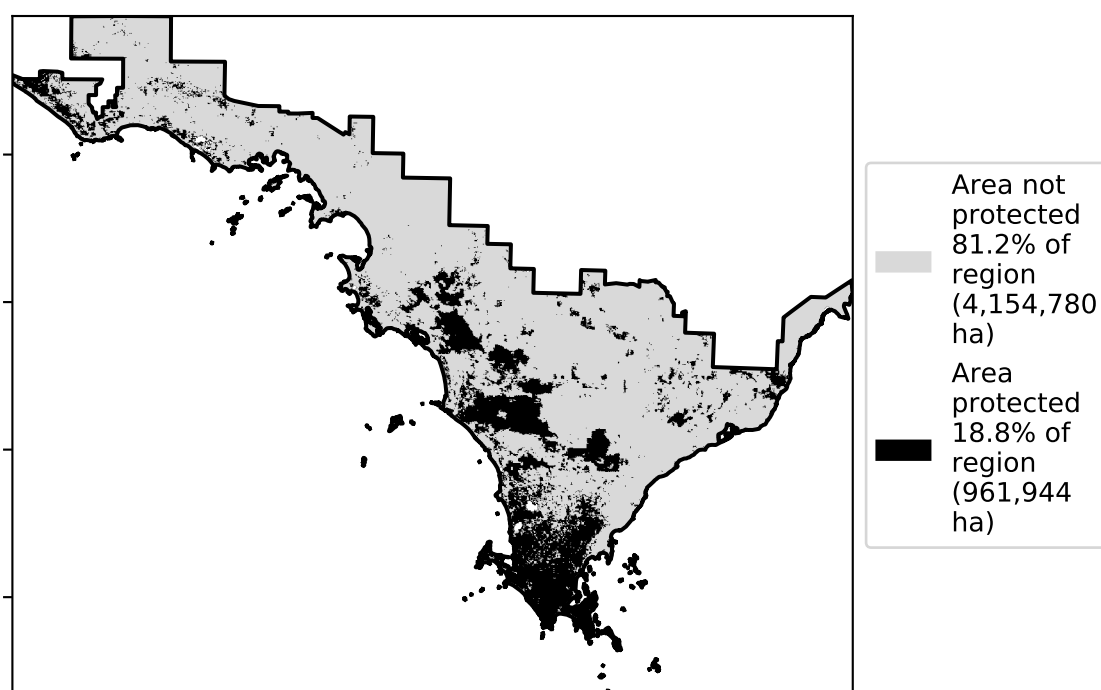 Area not
protected
81.2% of
region
(4,154,780
ha)
Area
protected
18.8% of
region
(961,944
ha)